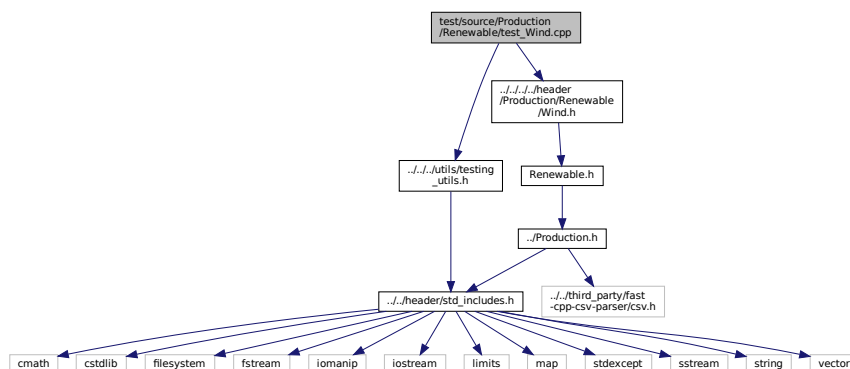 test/source/Production
/Renewable/test_Wind.cpp
../../../../header
/Production/Renewable
/Wind.h
../../../utils/testing
_utils.h
Renewable.h
../Production.h
../../header/std_includes.h
../../third_party/fast
-cpp-csv-parser/csv.h
cmath
cstdlib
filesystem
fstream
iomanip
iostream
limits
map
stdexcept
sstream
string
vector